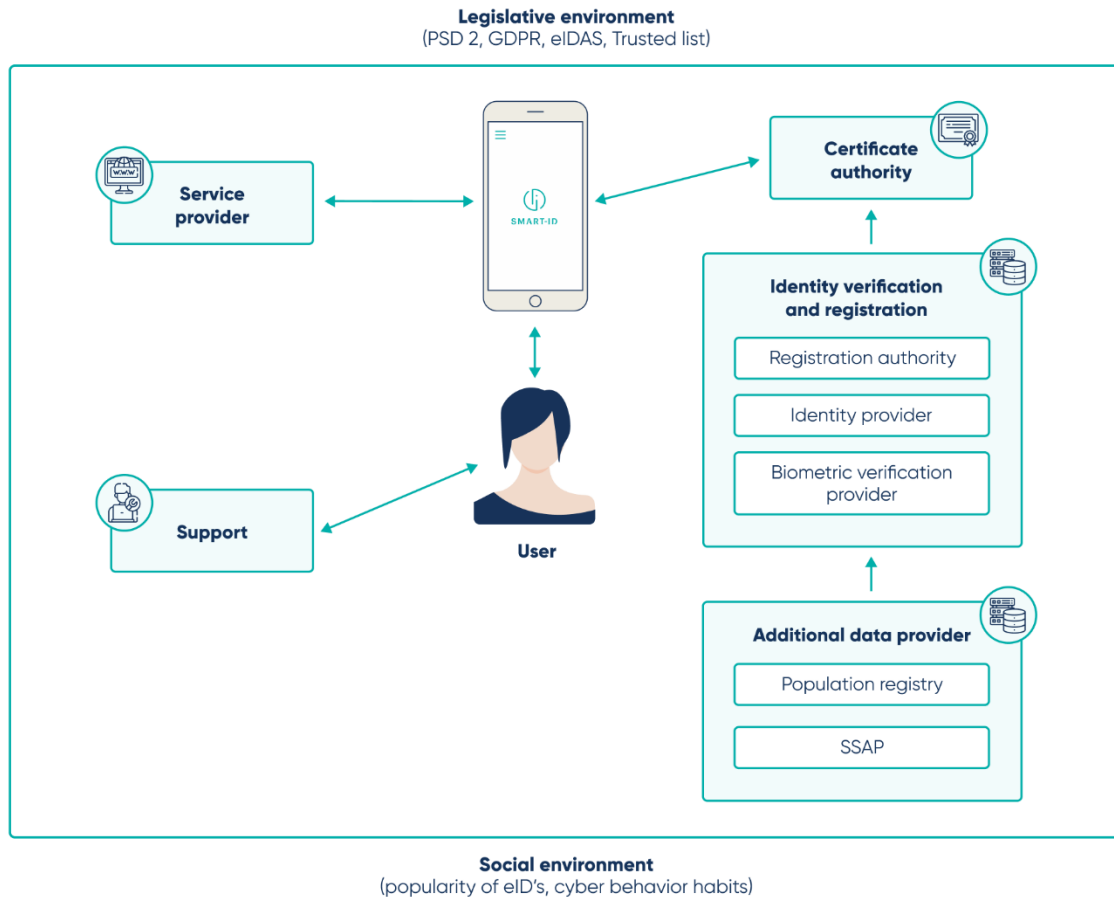 Legislative environment
(PSD 2, GDPR, eIDAS, Trusted list)
Service
provider
www
SMART-ID
Certificate
authority
Identity verification
and registration
Registration authority
Identity provider
Biometric verification
provider
Support
User
Additional data provider
Population registry
SSAP
Social environment
(popularity of eID's, cyber behavior habits)